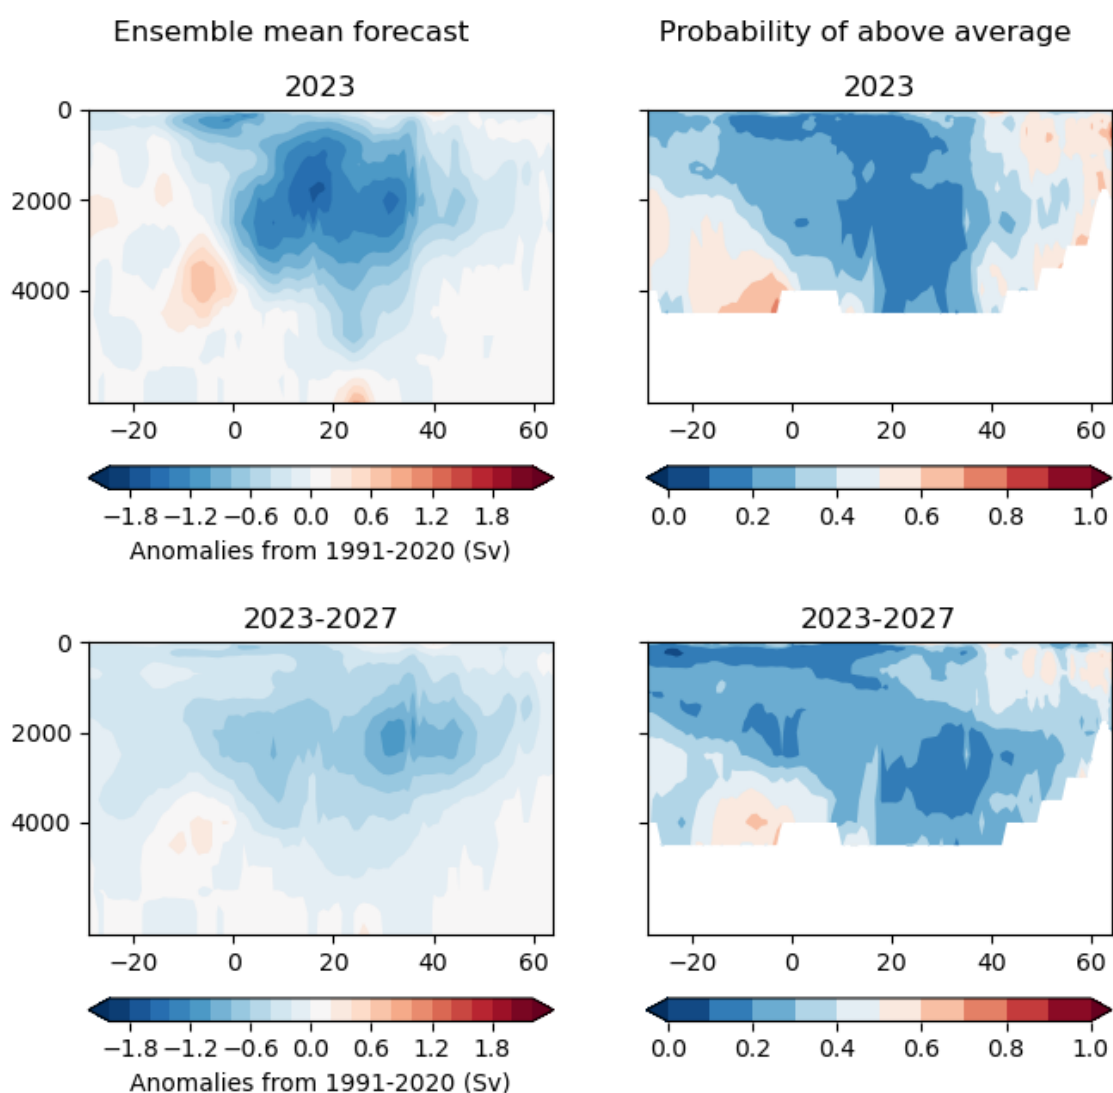 Ensemble mean forecast Probability of above average
2023 2023
0
2000
4000
−20 0 20 40 60 −20 0 20 40 60
−1.8 −1.2 −0.6 0.0 0.6 1.2 1.8 0.0 0.2 0.4 0.6 0.8 1.0
Anomalies from 1991-2020 (Sv)
2023-2027 2023-2027
0
2000
4000
−20 0 20 40 60 −20 0 20 40 60
−1.8 −1.2 −0.6 0.0 0.6 1.2 1.8 0.0 0.2 0.4 0.6 0.8 1.0
Anomalies from 1991-2020 (Sv)